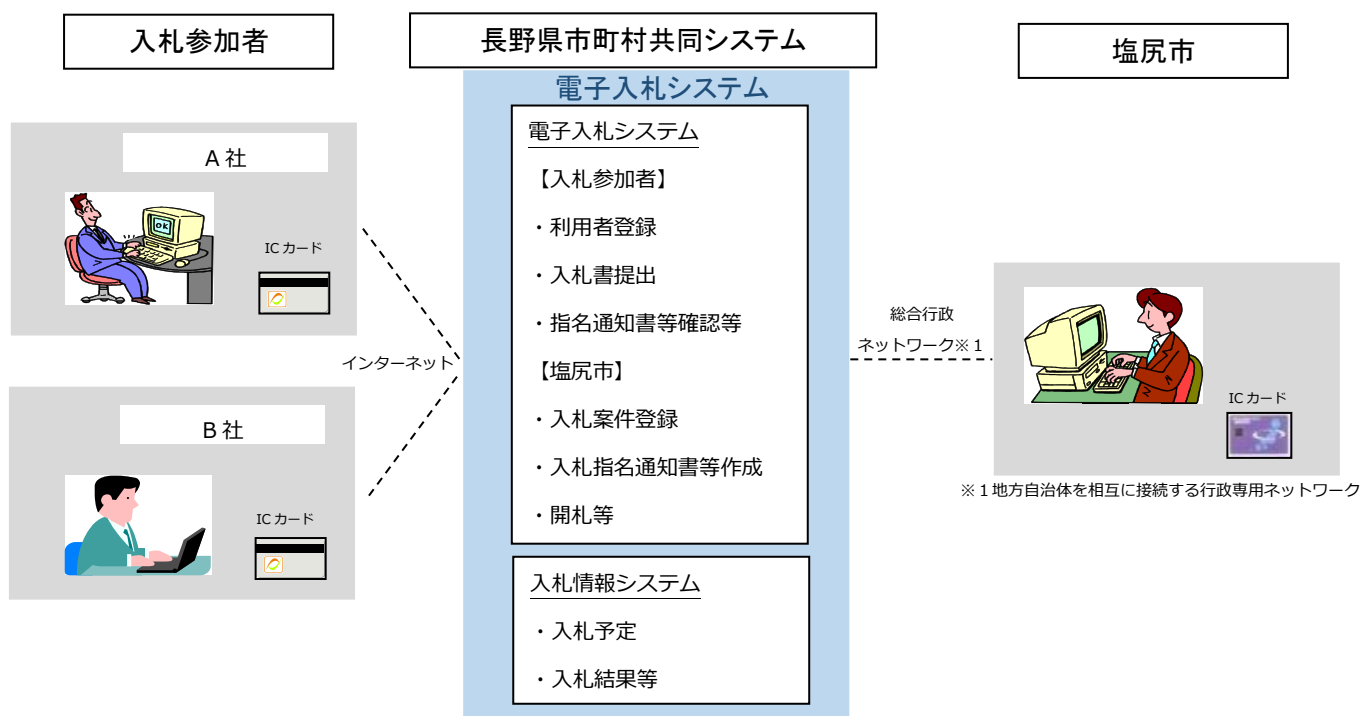 入札参加者
長野県市町村共同システム
塩尻市
電子入札システム
A 社
IC カード
B 社
IC カード
インターネット
電子入札システム
【入札参加者】
・利用者登録
・入札書提出
・指名通知書等確認等
【塩尻市】
・入札案件登録
・入札指名通知書等作成
・開札等
入札情報システム
・入札予定
・入札結果等
総合行政
ネットワーク※１
IC カード
※１地方自治体を相互に接続する行政専用ネットワーク
OK